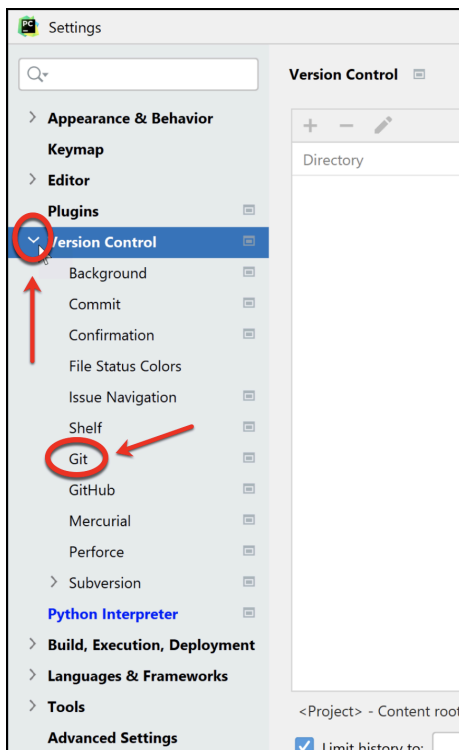 PC
Settings
Version Control
Appearance & Behavior
Keymap
Directory
Editor
Plugins
Version Control
Background
Commit
Confirmation
File Status Colors
Issue Navigation
Shelf
Git
GitHub
Mercurial
Perforce
Subversion
Python Interpreter
Build, Execution, Deployment
Languages & Frameworks
Tools
<Project> - Content root
Advanced Settings
Limit history to: